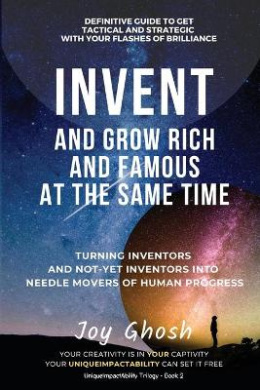 DEFINITIVE GUIDE TO GET
TACTICAL AND STRATEGIC
WITH YOUR FLASHES OF BRILLIANCE
INVENT
AND GROW RICH
AND FAMOUS
AT THE SAME TIME
TURNING INVENTORS
AND NOT-YET INVENTORS INTO
NEEDLE MOVERS OF HUMAN PROGRESS
Joy Ghosh
YOUR CREATIVITY IS IN YOUR CAPTIVITY
YOUR UNIQUEIMPACTABILITY CAN SET IT FREE
UniqueImpactAbility Trilogy - Book 2